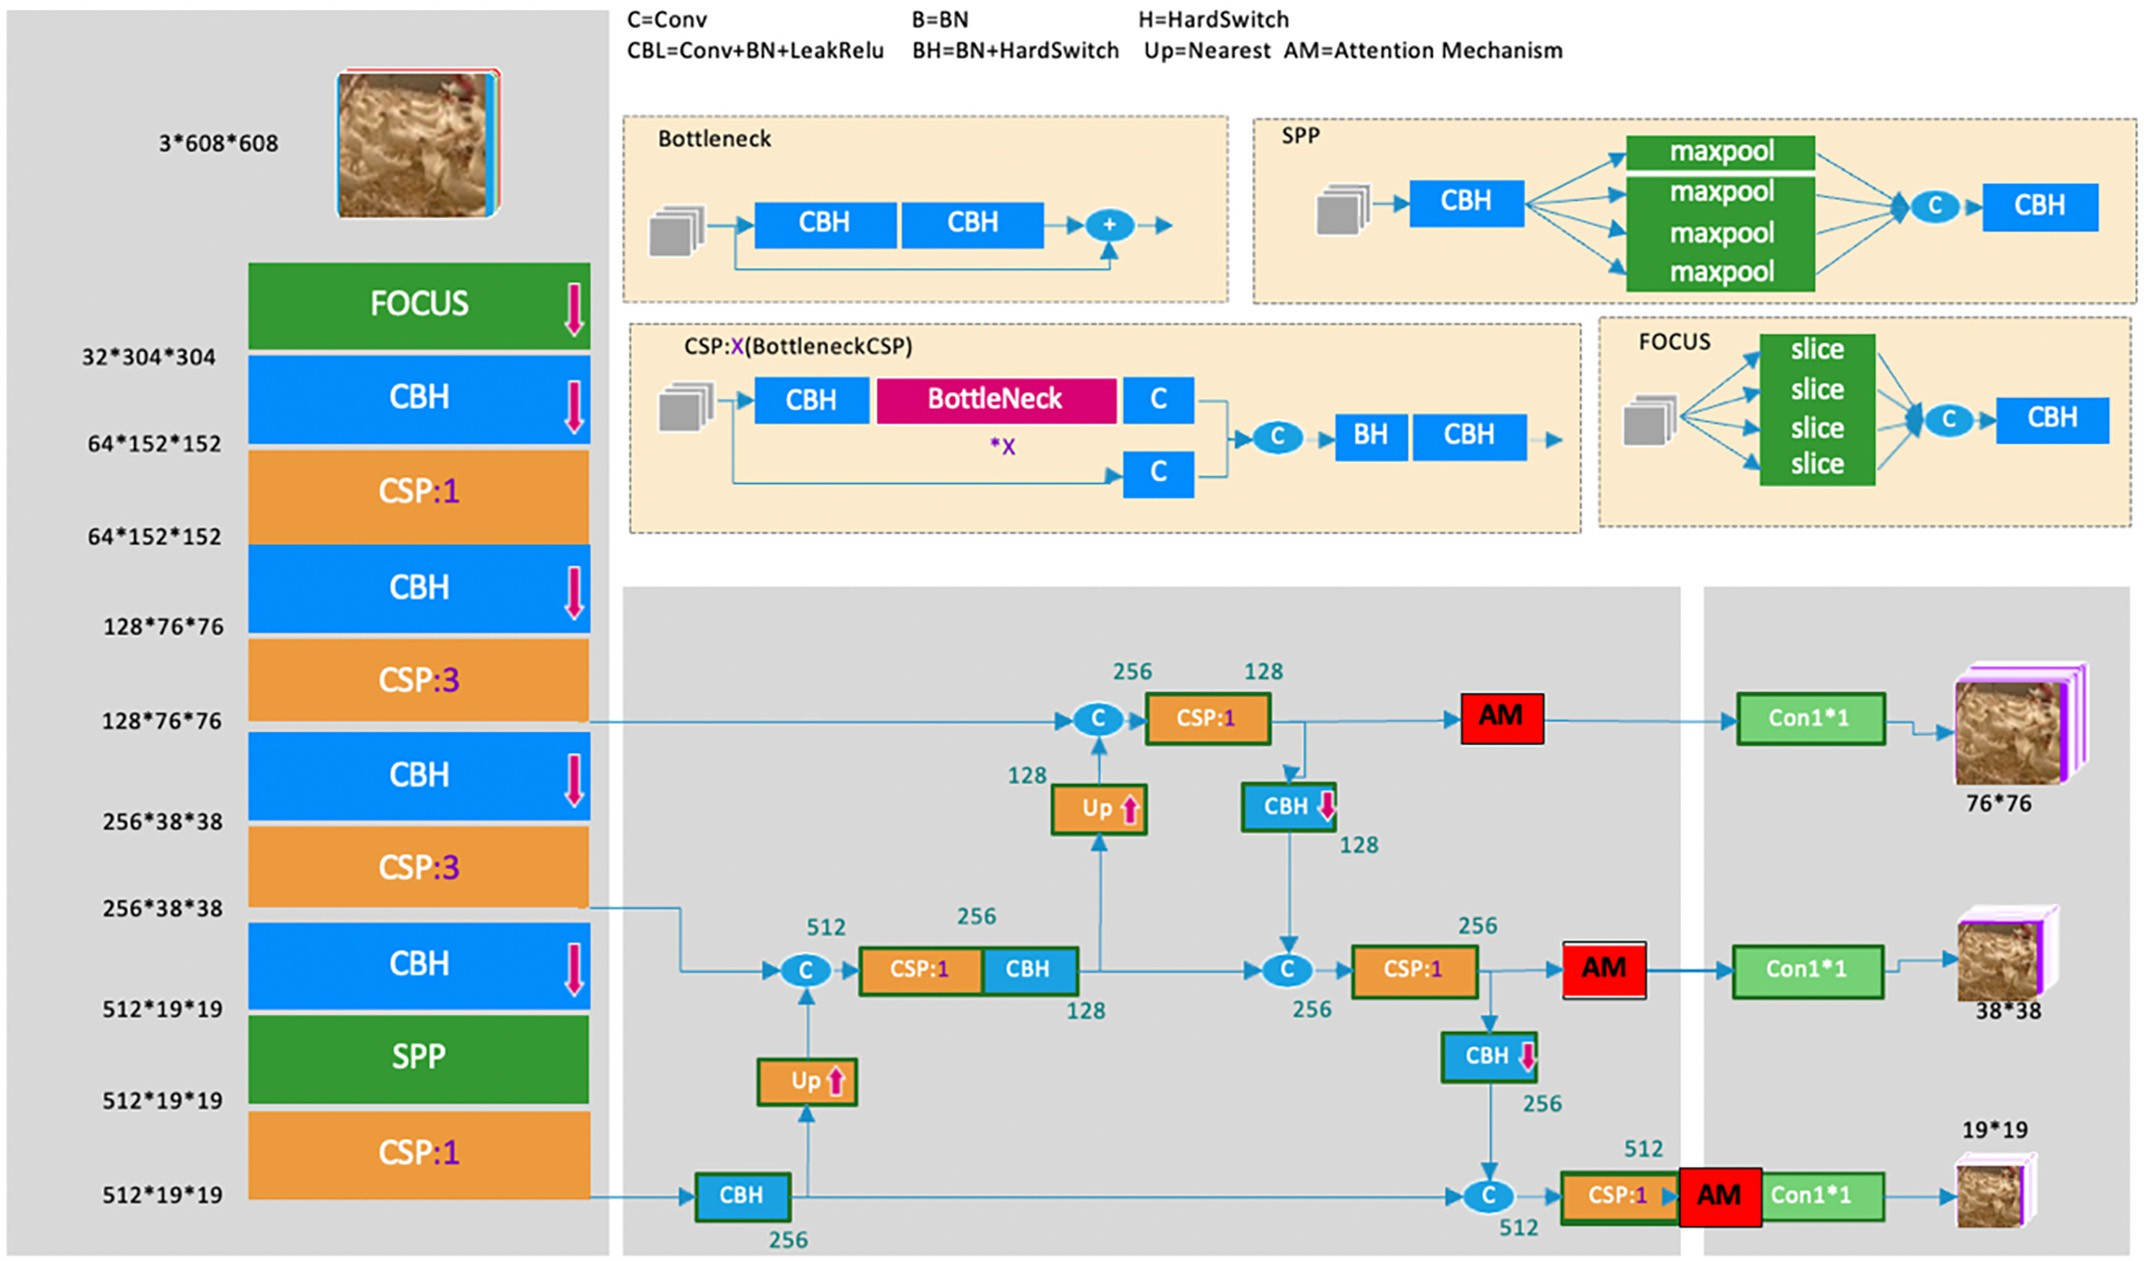 C=Conv B=BN H=HardSwitch
CBL=Conv+BN+LeakRelu BH=BN+HardSwitch Up=Nearest AM=Attention Mechanism
3*608*608
FOCUS
32*304*304
CBH
64*152*152
CSP:1
64*152*152
CBH
128*76*76
CSP:3
128*76*76
CBH
256*38*38
CSP:3
256*38*38
CBH
512*19*19
SPP
512*19*19
CSP:1
512*19*19
Bottleneck
CBH CBH +
SPP
CBH
maxpool
maxpool
maxpool
maxpool
C CBH
CSP:X(BottleneckCSP)
CBH BottleNeck C
*X
C
C BH CBH
FOCUS
slice
slice
slice
slice
C CBH
256 128
C CSP:1 AM Con1*1
76*76
128
Up CBH
128
512 256 256
C CSP:1 CBH C CSP:1 AM Con1*1
128 256 38*38
Up CBH
256
512 19*19
CBH C CSP:1 AM Con1*1
256 512